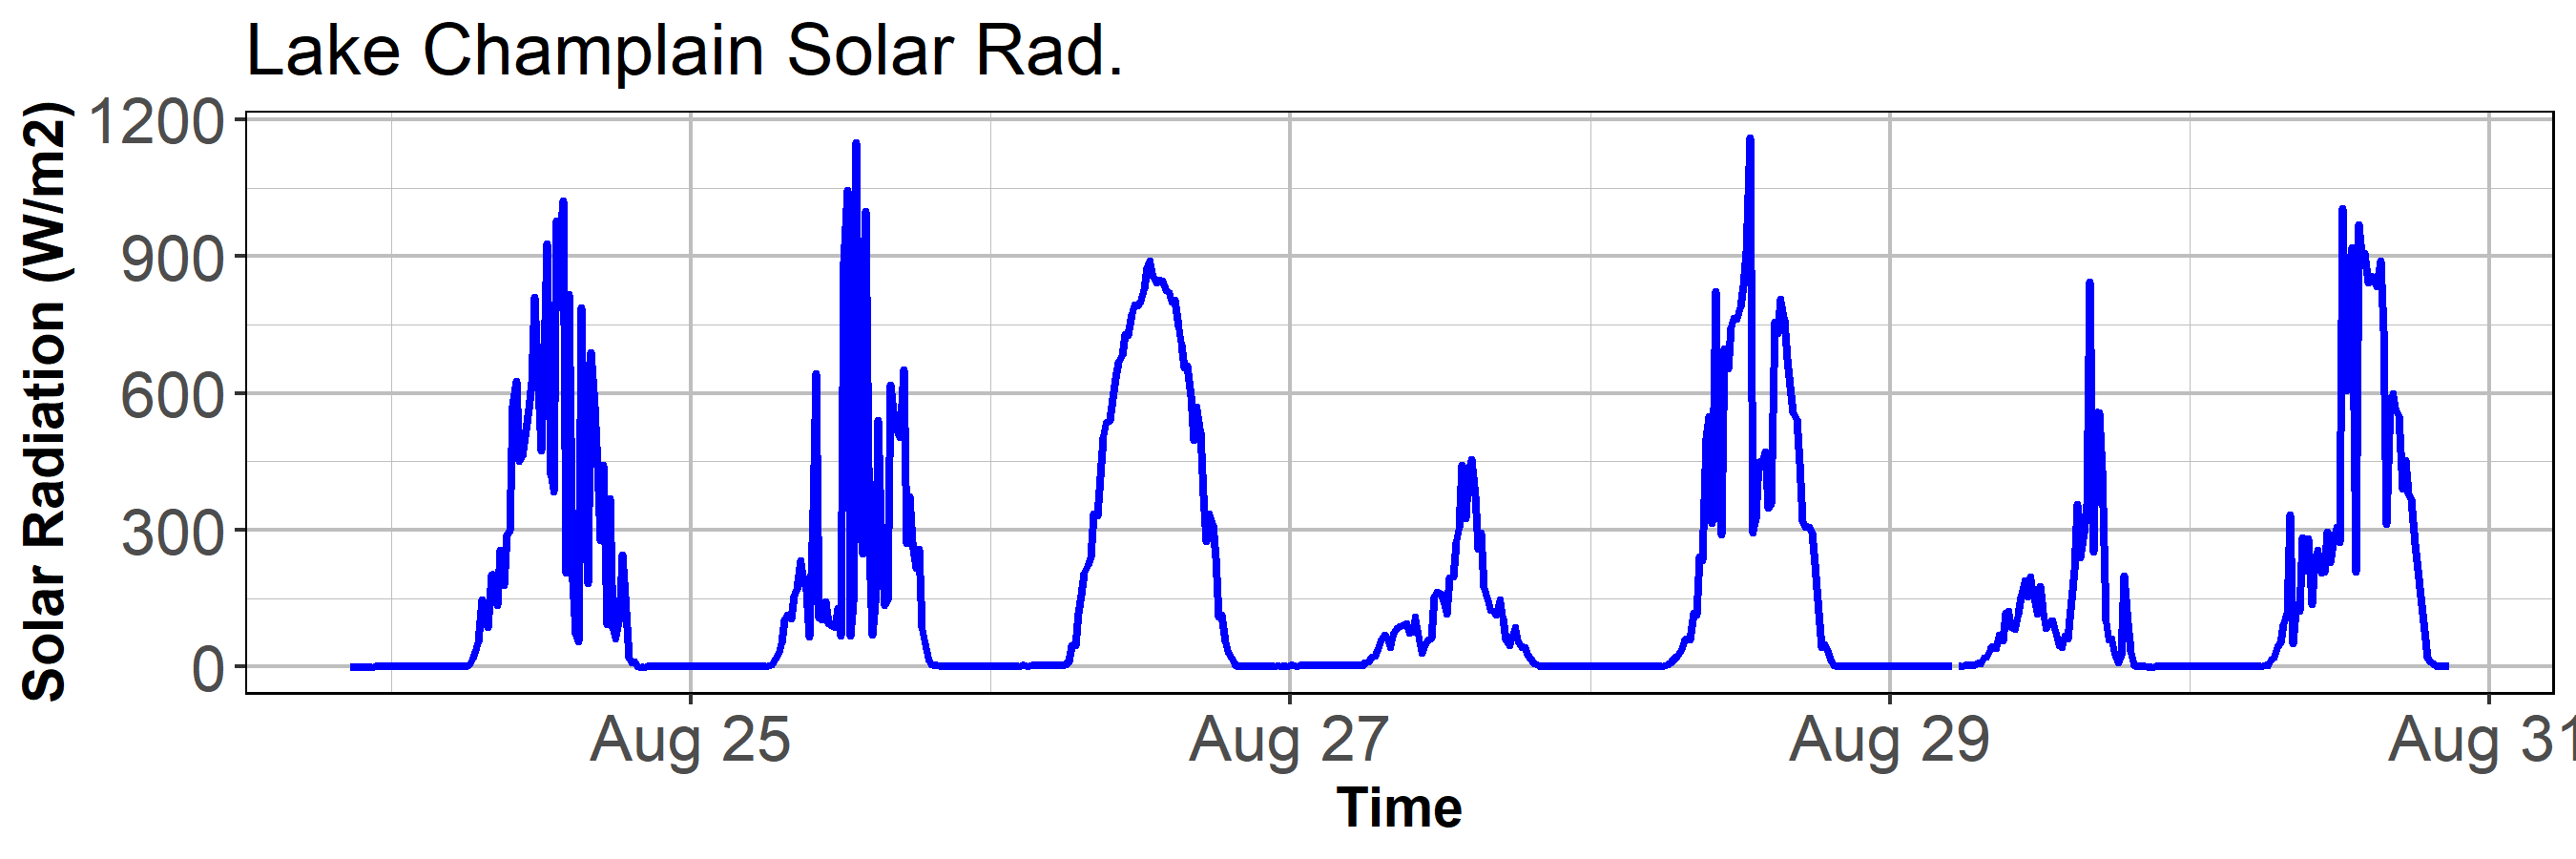 Lake Champlain Solar Rad.
Solar Radiation (W/m2)
1200
900
600
300
0
Aug 25 Aug 27 Aug 29 Aug 31
Time